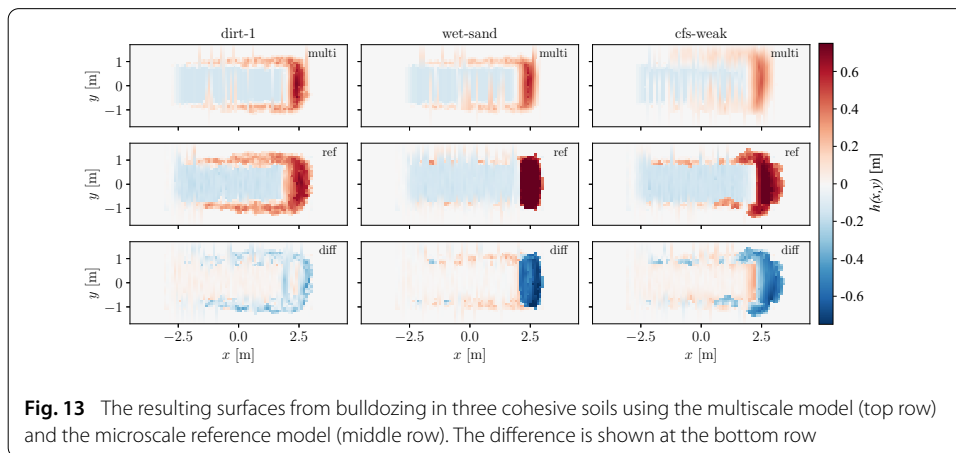 dirt-1 wet-sand cfs-weak
multi multi multi
y [m] 1 0 −1
0.6
0.4
ref ref ref
y [m] 1 0 −1
0.2
0
-0.2
h(x,y) [m]
diff diff diff
y [m] 1 0 −1
-0.4
-0.6
−2.5 0.0 2.5 −2.5 0.0 2.5 −2.5 0.0 2.5
x [m] x [m] x [m]
Fig. 13 The resulting surfaces from bulldozing in three cohesive soils using the multiscale model (top row)
and the microscale reference model (middle row). The difference is shown at the bottom row